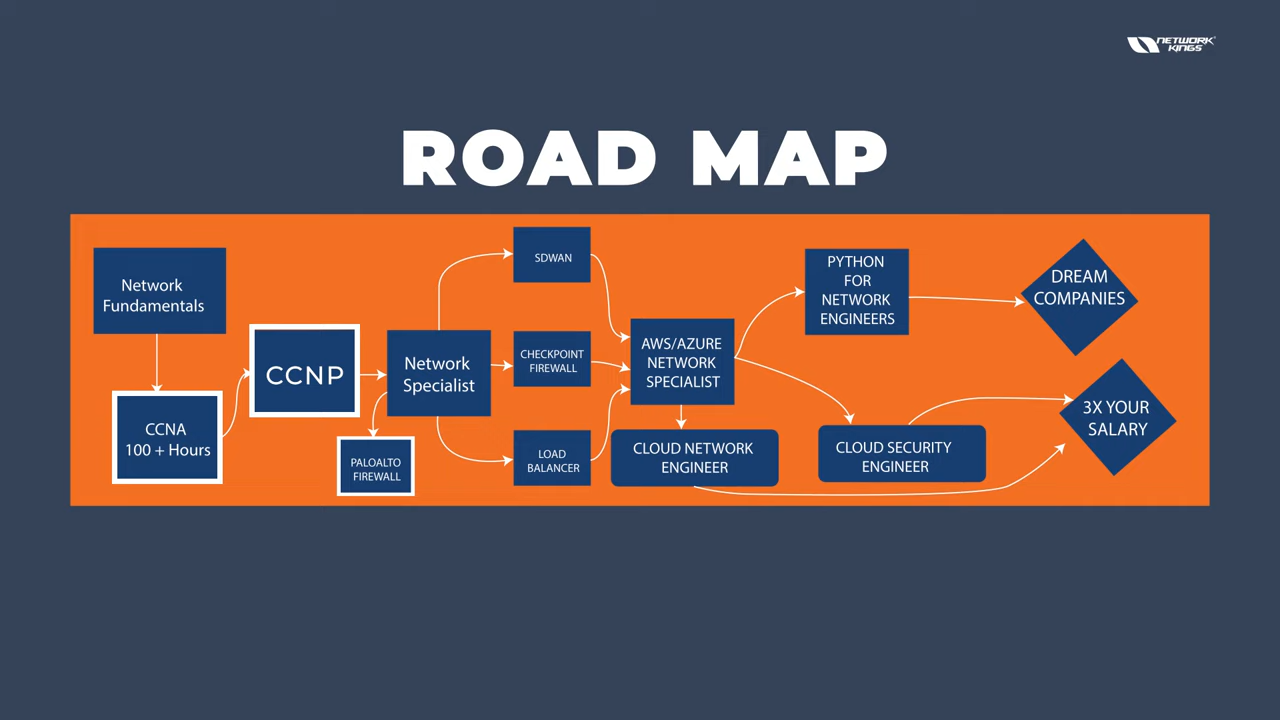 NETWORK
KINGS
ROAD MAP
Network
Fundamentals
CCNA
100 + Hours
CCNP
Network
Specialist
PALOALTO
FIREWALL
SDWAN
CHECKPOINT
FIREWALL
LOAD
BALANCER
AWS/AZURE
NETWORK
SPECIALIST
CLOUD NETWORK
ENGINEER
PYTHON
FOR
NETWORK
ENGINEERS
CLOUD SECURITY
ENGINEER
DREAM
COMPANIES
3X YOUR
SALARY